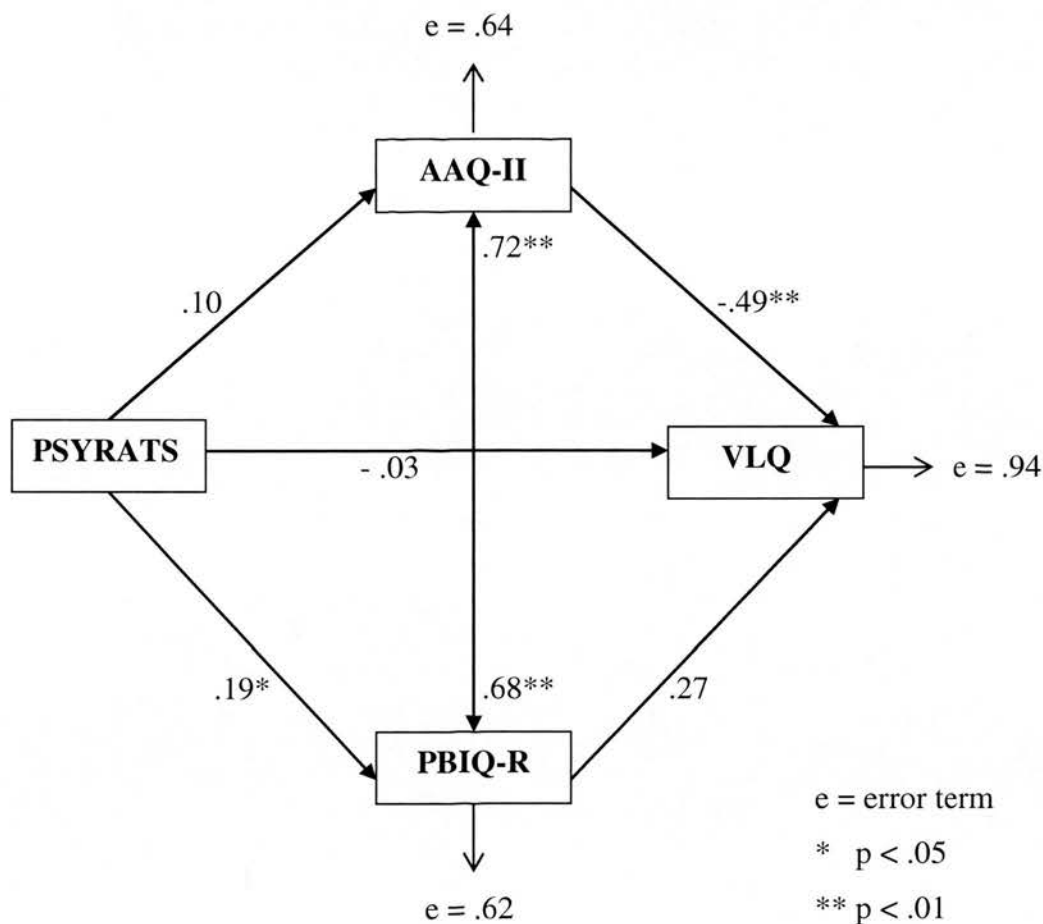 e = .64
AAQ-II
.72**
.10
-.49**
PSYRATS
- .03
VLQ
e = .94
.19*
.68**
.27
PBIQ-R
e = error term
* p < .05
** p < .01
e = .62